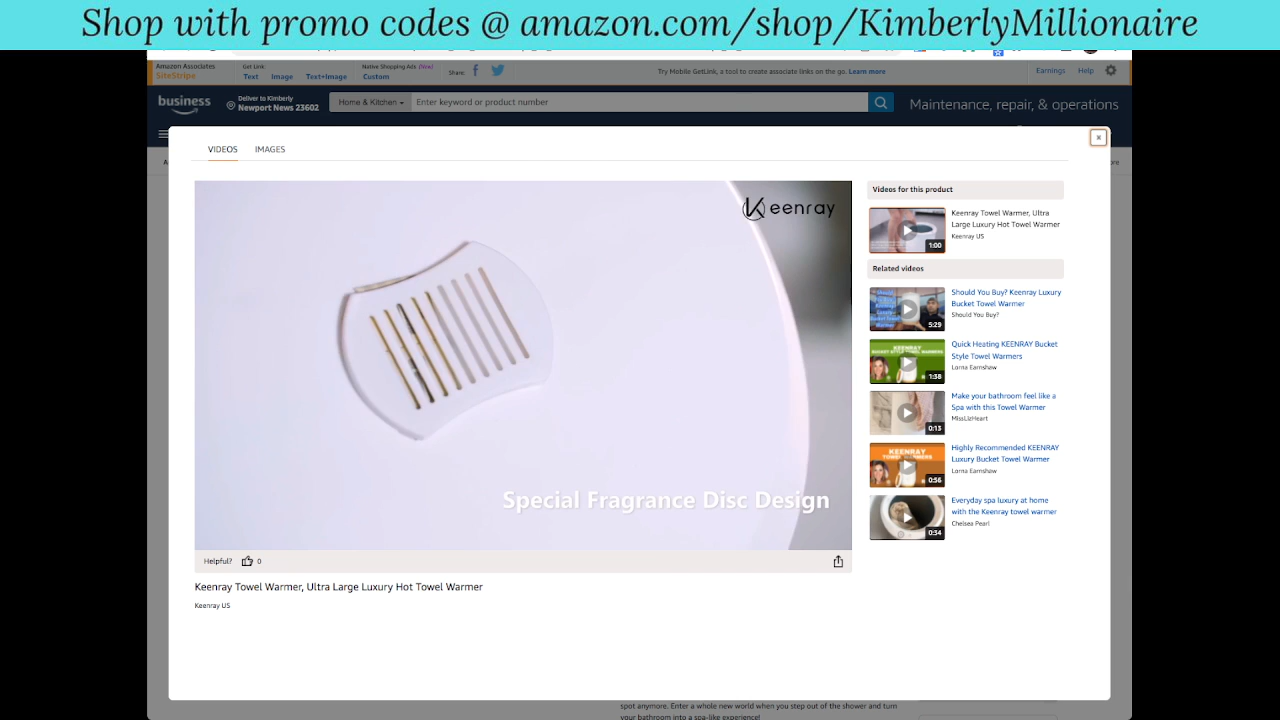 Shop with promo codes @ amazon.com/shop/KimberlyMillionaire
Amazon Associates
SiteStripe
Get Link:
Text Image Text+Image
Native Shopping Ads (New)
Custom
Share:
Try Mobile GetLink, a tool to create associate links on the go. Learn more
Earnings Help
business
Deliver to Kimberly
Newport News 23602
Home & Kitchen
Enter keyword or product number
Maintenance, repair, & operations
VIDEOS IMAGES
Keenray
Special Fragrance Disc Design
Helpful? 0
Keenray Towel Warmer, Ultra Large Luxury Hot Towel Warmer
Keenray US
Videos for this product
1:00
Keenray Towel Warmer, Ultra
Large Luxury Hot Towel Warmer
Keenray US
Related videos
5:29
Should You Buy? Keenray Luxury
Bucket Towel Warmer
Should You Buy?
KEENRAY
BUCKET STYLE TOWEL WARMERS
1:38
Quick Heating KEENRAY Bucket
Style Towel Warmers
Lorna Earnshaw
0:13
Make your bathroom feel like a
Spa with this Towel Warmer
MissLizHeart
KEENRAY
0:56
Highly Recommended KEENRAY
Luxury Bucket Towel Warmer
Lorna Earnshaw
0:34
Everyday spa luxury at home
with the Keenray towel warmer
Chelsea Pearl
spot anymore. Enter a whole new world when you step out of the shower and turn
your bathroom into a spa-like experience!